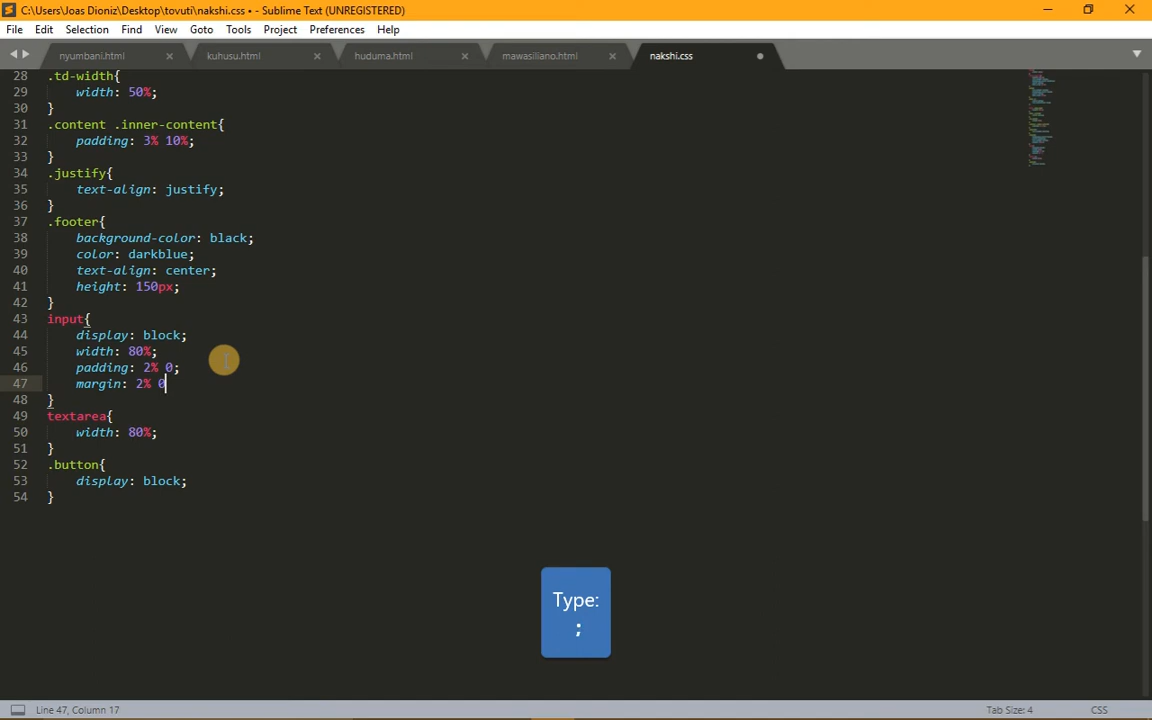 C:\Users\Joas Dioniz\Desktop\tovuti\nakshi.css • - Sublime Text (UNREGISTERED)
File Edit Selection Find View Goto Tools Project Preferences Help
nyumbani.html kuhusu.html huduma.html mawasiliano.html nakshi.css
28 .td-width{
29 width: 50%;
30 }
31 .content .inner-content{
32 padding: 3% 10%;
33 }
34 .justify{
35 text-align: justify;
36 }
37 .footer{
38 background-color: black;
39 color: darkblue;
40 text-align: center;
41 height: 150px;
42 }
43 input{
44 display: block;
45 width: 80%;
46 padding: 2% 0;
47 margin: 2% 0
48 }
49 textarea{
50 width: 80%;
51 }
52 .button{
53 display: block;
54 }
Type:
;
Line 47, Column 17 Tab Size: 4 CSS